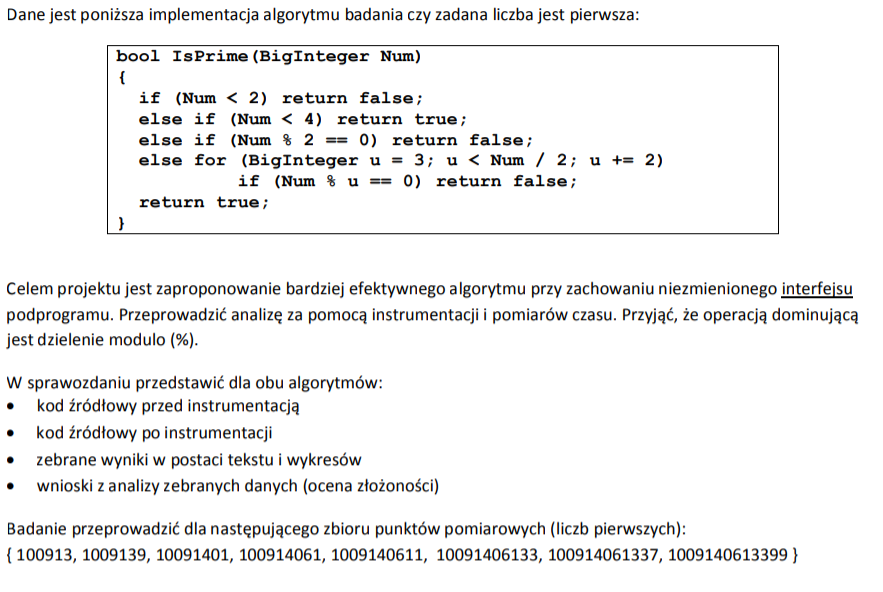 Dane jest poniższa implementacja algorytmu badania czy zadana liczba jest pierwsza:
bool IsPrime(BigInteger Num)
{
  if (Num < 2) return false;
  else if (Num < 4) return true;
  else if (Num % 2 == 0) return false;
  else for (BigInteger u = 3; u < Num / 2; u += 2)
            if (Num % u == 0) return false;
  return true;
}
Celem projektu jest zaproponowanie bardziej efektywnego algorytmu przy zachowaniu niezmienionego interfejsu
podprogramu. Przeprowadzić analizę za pomocą instrumentacji i pomiarów czasu. Przyjąć, że operacją dominującą
jest dzielenie modulo (%).
W sprawozdaniu przedstawić dla obu algorytmów:
• kod źródłowy przed instrumentacją
• kod źródłowy po instrumentacji
• zebrane wyniki w postaci tekstu i wykresów
• wnioski z analizy zebranych danych (ocena złożoności)
Badanie przeprowadzić dla następującego zbioru punktów pomiarowych (liczb pierwszych):
{ 100913, 1009139, 10091401, 100914061, 1009140611, 10091406133, 100914061337, 1009140613399 }